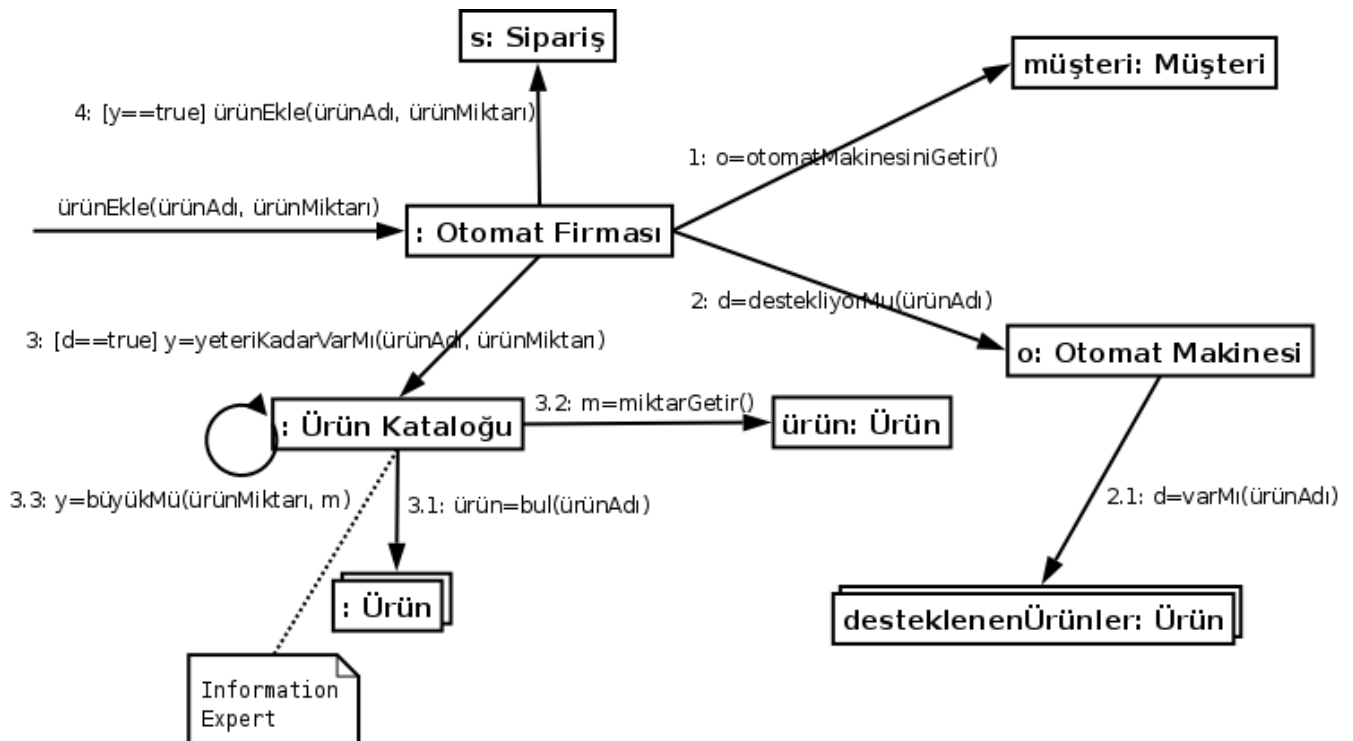 s: Sipariş
müşteri: Müşteri
4: [y==true] ürünEkle(ürünAdı, ürünMiktarı)
1: o=otomatMakinesiniGetir()
ürünEkle(ürünAdı, ürünMiktarı)
: Otomat Firması
2: d=destekliyorMu(ürünAdı)
3: [d==true] y=yeteriKadarVarMı(ürünAdı, ürünMiktarı)
o: Otomat Makinesi
3.2: m=miktarGetir()
: Ürün Kataloğu
ürün: Ürün
3.3: y=büyükMü(ürünMiktarı, m)
3.1: ürün=bul(ürünAdı)
2.1: d=varMı(ürünAdı)
: Ürün
desteklenenÜrünler: Ürün
Information
Expert